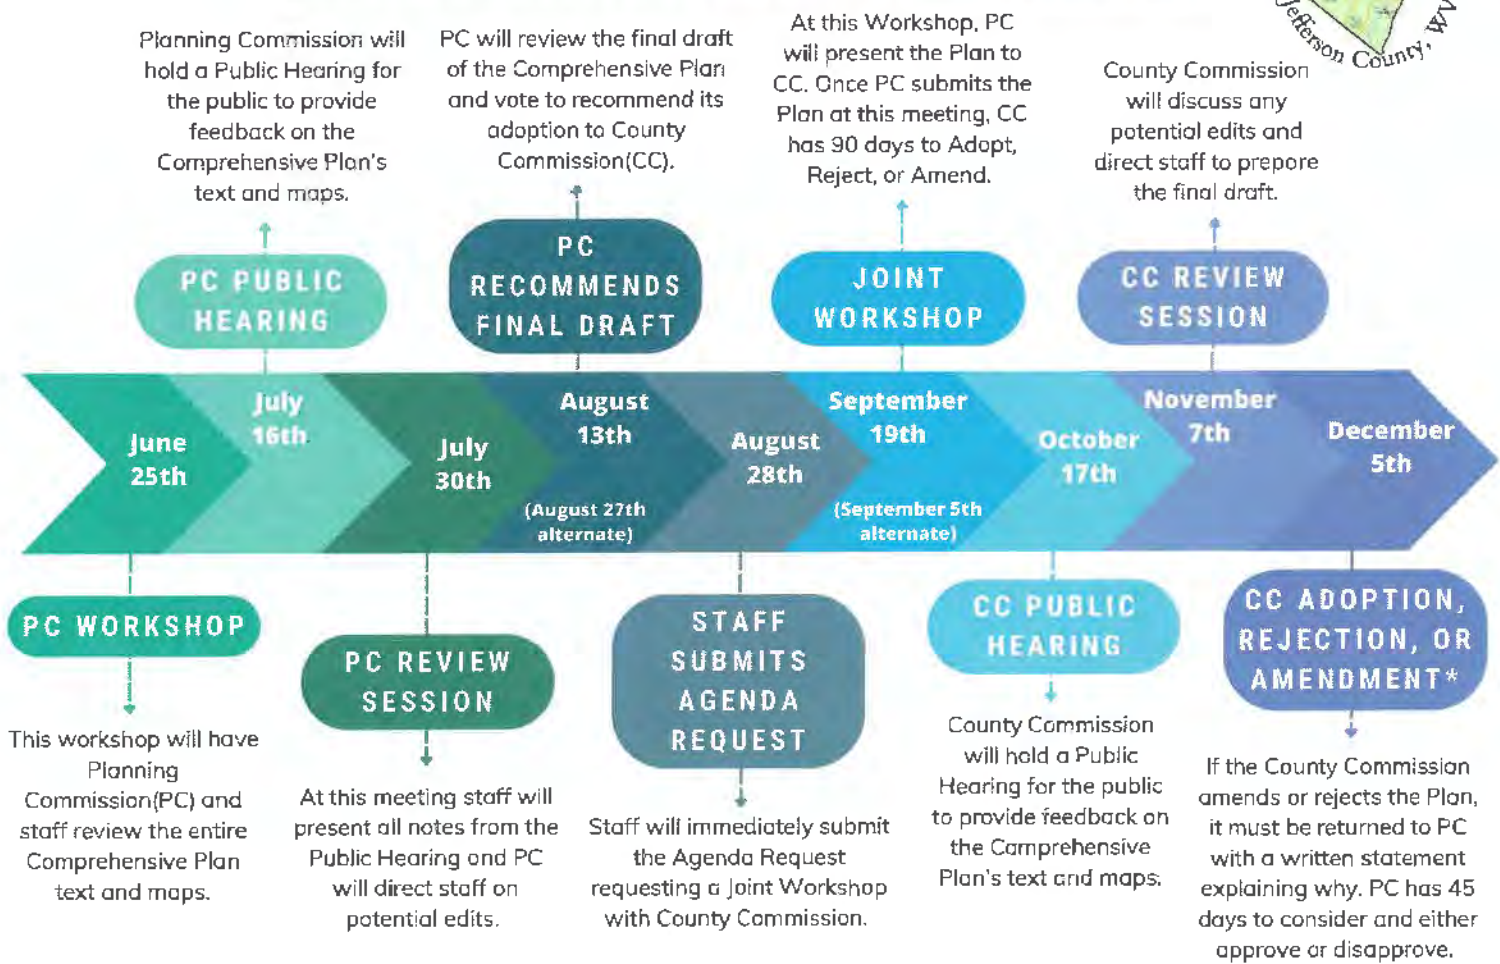 Jefferson County, WV
Planning Commission will
hold a Public Hearing for
the public to provide
feedback on the
Comprehensive Plan's
text and maps.
PC will review the final draft
of the Comprehensive Plan
and vote to recommend its
adoption to County
Commission(CC).
At this Workshop, PC
will present the Plan to
CC. Once PC submits the
Plan at this meeting, CC
has 90 days to Adopt,
Reject, or Amend.
County Commission
will discuss any
potential edits and
direct staff to prepare
the final draft.
PC PUBLIC
HEARING
PC
RECOMMENDS
FINAL DRAFT
JOINT
WORKSHOP
CC REVIEW
SESSION
June
25th
July
16th
July
30th
August
13th
(August 27th
alternate)
August
28th
September
19th
(September 5th
alternate)
October
17th
November
7th
December
5th
PC WORKSHOP
PC REVIEW
SESSION
STAFF
SUBMITS
AGENDA
REQUEST
CC PUBLIC
HEARING
CC ADOPTION,
REJECTION, OR
AMENDMENT*
This workshop will have
Planning
Commission(PC) and
staff review the entire
Comprehensive Plan
text and maps.
At this meeting staff will
present all notes from the
Public Hearing and PC
will direct staff on
potential edits.
Staff will immediately submit
the Agenda Request
requesting a Joint Workshop
with County Commission.
County Commission
will hold a Public
Hearing for the public
to provide feedback on
the Comprehensive
Plan's text and maps.
If the County Commission
amends or rejects the Plan,
it must be returned to PC
with a written statement
explaining why. PC has 45
days to consider and either
approve or disapprove.